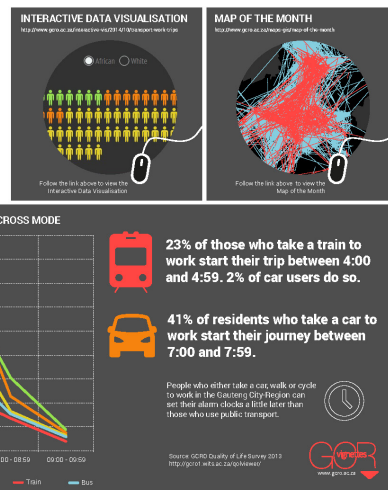 INTERACTIVE DATA VISUALISATION
http://www.gcro.ac.za/interactive-vis/2014/10/transport-work-trips
African White
Follow the link above to view the
Interactive Data Visualisation
MAP OF THE MONTH
http://www.gcro.ac.za/maps-gis/map-of-the-month
Follow the link above to view the
Map of the Month
CROSS MODE
23% of those who take a train to
work start their trip between 4:00
and 4:59. 2% of car users do so.
41% of residents who take a car to
work start their journey between
7:00 and 7:59.
People who either take a car, walk or cycle
to work in the Gauteng City-Region can
set their alarm clocks a little later than
those who use public transport.
00 - 08:59 09:00 - 09:59
Train Bus
Source: GCRO Quality of Life Survey 2013
http://gcro1.wits.ac.za/qolviewer/
vignettes
www.gcro.ac.za